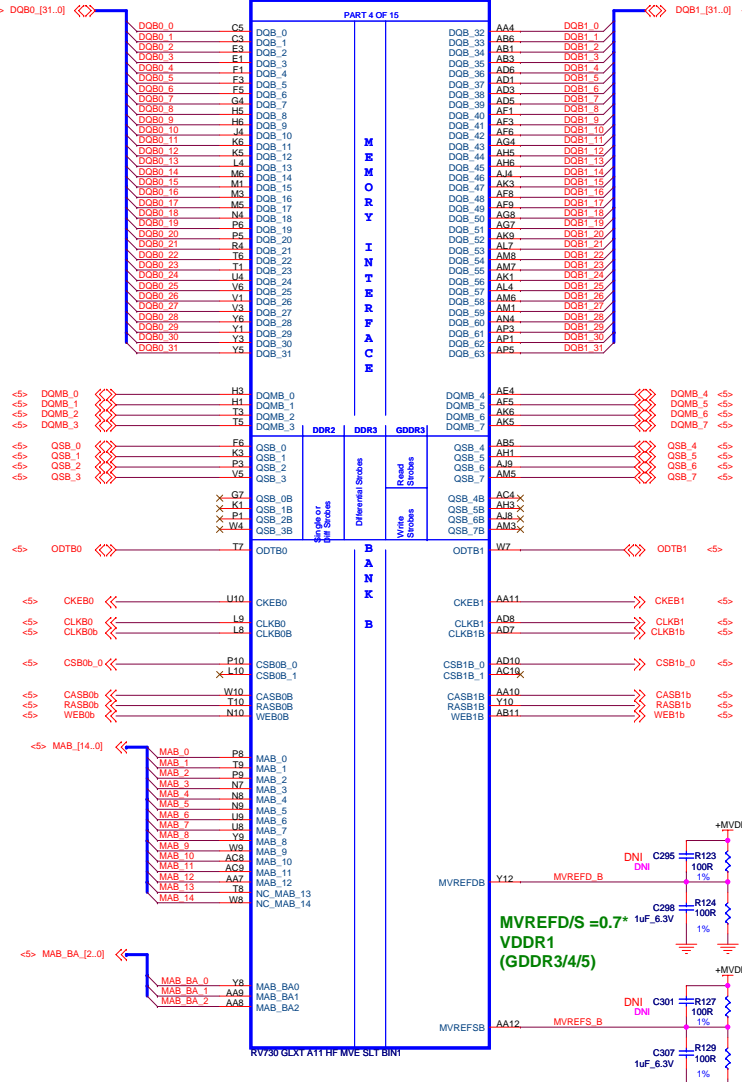 DQB0_[31..0]
PART 4 OF 15
DQB1_[31..0]
DQB0_0 C5 DQB_0 DQB_32 AA4 DQB1_0
DQB0_1 C3 DQB_1 DQB_33 AB6 DQB1_1
DQB0_2 E3 DQB_2 DQB_34 AB1 DQB1_2
DQB0_3 E1 DQB_3 DQB_35 AB3 DQB1_3
DQB0_4 F1 DQB_4 DQB_36 AD6 DQB1_4
DQB0_5 F3 DQB_5 DQB_37 AD1 DQB1_5
DQB0_6 F5 DQB_6 DQB_38 AD3 DQB1_6
DQB0_7 G4 DQB_7 DQB_39 AD5 DQB1_7
DQB0_8 H5 DQB_8 DQB_40 AF1 DQB1_8
DQB0_9 H6 DQB_9 DQB_41 AF3 DQB1_9
DQB0_10 J4 DQB_10 DQB_42 AF6 DQB1_10
DQB0_11 K6 DQB_11 DQB_43 AG4 DQB1_11
DQB0_12 K5 DQB_12 DQB_44 AH5 DQB1_12
DQB0_13 L4 DQB_13 DQB_45 AH6 DQB1_13
DQB0_14 M6 DQB_14 DQB_46 AJ4 DQB1_14
DQB0_15 M1 DQB_15 DQB_47 AK3 DQB1_15
DQB0_16 M3 DQB_16 DQB_48 AF8 DQB1_16
DQB0_17 M5 DQB_17 DQB_49 AF9 DQB1_17
DQB0_18 N4 DQB_18 DQB_50 AG8 DQB1_18
DQB0_19 P6 DQB_19 DQB_51 AG7 DQB1_19
DQB0_20 P5 DQB_20 DQB_52 AK9 DQB1_20
DQB0_21 R4 DQB_21 DQB_53 AL7 DQB1_21
DQB0_22 T6 DQB_22 DQB_54 AM8 DQB1_22
DQB0_23 T1 DQB_23 DQB_55 AM7 DQB1_23
DQB0_24 U4 DQB_24 DQB_56 AK1 DQB1_24
DQB0_25 V6 DQB_25 DQB_57 AL4 DQB1_25
DQB0_26 V1 DQB_26 DQB_58 AM6 DQB1_26
DQB0_27 V3 DQB_27 DQB_59 AM1 DQB1_27
DQB0_28 Y6 DQB_28 DQB_60 AN4 DQB1_28
DQB0_29 Y1 DQB_29 DQB_61 AP3 DQB1_29
DQB0_30 Y3 DQB_30 DQB_62 AP1 DQB1_30
DQB0_31 Y5 DQB_31 DQB_63 AP5 DQB1_31
MEMORY INTERFACE
<5> DQMB_0 H3 DQMB_0 DQMB_4 AE4 DQMB_4 <5>
<5> DQMB_1 H1 DQMB_1 DQMB_5 AF5 DQMB_5 <5>
<5> DQMB_2 T3 DQMB_2 DQMB_6 AK6 DQMB_6 <5>
<5> DQMB_3 T5 DQMB_3 DQMB_7 AK5 DQMB_7 <5>
DDR2 DDR3 GDDR3
<5> QSB_0 F6 QSB_0 QSB_4 AB5 QSB_4 <5>
<5> QSB_1 K3 QSB_1 QSB_5 AH1 QSB_5 <5>
<5> QSB_2 P3 QSB_2 QSB_6 AJ9 QSB_6 <5>
<5> QSB_3 V5 QSB_3 QSB_7 AM5 QSB_7 <5>
Single or
Diff Strobes
Differential Strobes
Read
Strobes
Write
Strobes
G7 QSB_0B QSB_4B AC4
K1 QSB_1B QSB_5B AH3
P1 QSB_2B QSB_6B AJ8
W4 QSB_3B QSB_7B AM3
<5> ODTB0 T7 ODTB0 ODTB1 W7 ODTB1 <5>
BANK B
<5> CKEB0 U10 CKEB0 CKEB1 AA11 CKEB1 <5>
<5> CLKB0 L9 CLKB0 CLKB1 AD8 CLKB1 <5>
<5> CLKB0b L8 CLKB0B CLKB1B AD7 CLKB1b <5>
<5> CSB0b_0 P10 CSB0B_0 CSB1B_0 AD10 CSB1b_0 <5>
L10 CSB0B_1 CSB1B_1 AC10
<5> CASB0b W10 CASB0B CASB1B AA10 CASB1b <5>
<5> RASB0b T10 RASB0B RASB1B Y10 RASB1b <5>
<5> WEB0b N10 WEB0B WEB1B AB11 WEB1b <5>
<5> MAB_[14..0]
MAB_0 P8 MAB_0
MAB_1 T9 MAB_1
MAB_2 P9 MAB_2
MAB_3 N7 MAB_3
MAB_4 N8 MAB_4
MAB_5 N9 MAB_5
MAB_6 U9 MAB_6
MAB_7 U8 MAB_7
MAB_8 Y9 MAB_8
MAB_9 W9 MAB_9
MAB_10 AC8 MAB_10
MAB_11 AC9 MAB_11
MAB_12 AA7 MAB_12
MAB_13 T8 NC_MAB_13
MAB_14 W8 NC_MAB_14
DNI C295 R123
DNI 100R
1%
MVREFDB Y12 MVREFD_B
C298 R124
1uF_6.3V 100R
1%
MVREFD/S =0.7*
VDDR1
(GDDR3/4/5)
<5> MAB_BA_[2..0]
MAB_BA_0 Y8 MAB_BA0
MAB_BA_1 AA9 MAB_BA1
MAB_BA_2 AA8 MAB_BA2
DNI C301 R127
DNI 100R
1%
MVREFSB AA12 MVREFS_B
C307 R129
1uF_6.3V 100R
1%
RV730 GLXT A11 HF MVE SLT BIN1